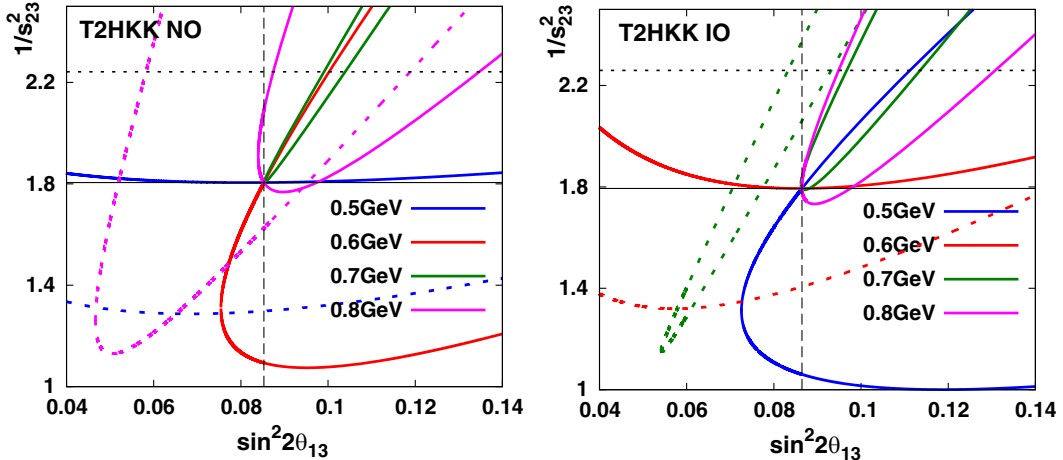 T2HKK NO
1/s²₂₃
2.2
1.8
1.4
1
0.5GeV
0.6GeV
0.7GeV
0.8GeV
0.04 0.06 0.08 0.1 0.12 0.14
sin²2θ₁₃
T2HKK IO
1/s²₂₃
2.2
1.8
1.4
1
0.5GeV
0.6GeV
0.7GeV
0.8GeV
0.04 0.06 0.08 0.1 0.12 0.14
sin²2θ₁₃